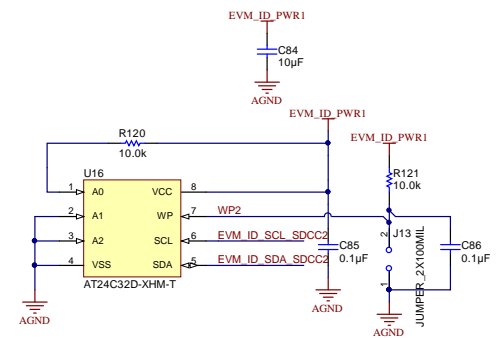 EVM_ID_PWR1
C84
10µF
AGND
EVM_ID_PWR1
R120
10.0k
EVM_ID_PWR1
R121
10.0k
U16
1 A0 VCC 8
2 A1 WP 7 WP2
3 A2 SCL 6 EVM_ID_SCL_SDCC2
4 VSS SDA 5 EVM_ID_SDA_SDCC2
AT24C32D-XHM-T
C85
0.1µF
2
J13
1
JUMPER_2X100MIL
C86
0.1µF
AGND
AGND
AGND